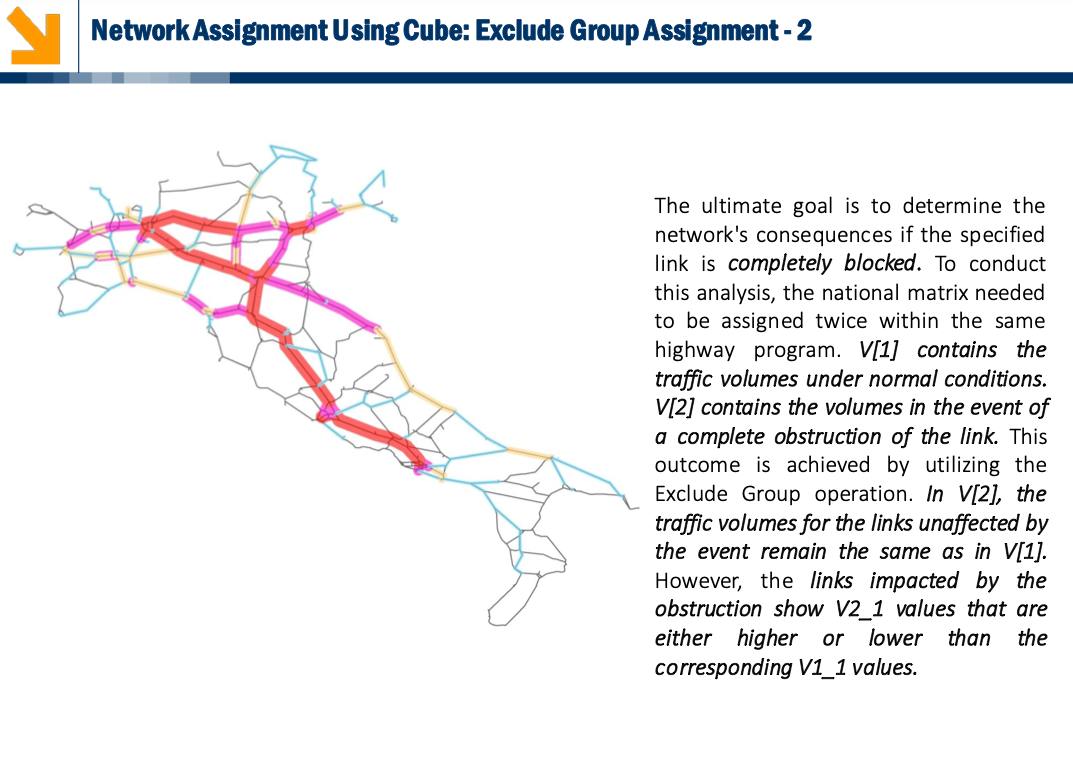 Network Assignment Using Cube: Exclude Group Assignment - 2
The ultimate goal is to determine the
network's consequences if the specified
link is completely blocked. To conduct
this analysis, the national matrix needed
to be assigned twice within the same
highway program. V[1] contains the
traffic volumes under normal conditions.
V[2] contains the volumes in the event of
a complete obstruction of the link. This
outcome is achieved by utilizing the
Exclude Group operation. In V[2], the
traffic volumes for the links unaffected by
the event remain the same as in V[1].
However, the links impacted by the
obstruction show V2_1 values that are
either higher or lower than the
corresponding V1_1 values.